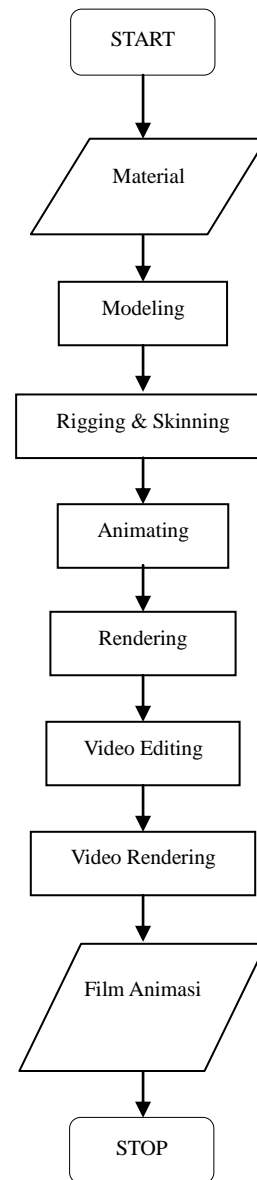 START
Material
Modeling
Rigging & Skinning
Animating
Rendering
Video Editing
Video Rendering
Film Animasi
STOP